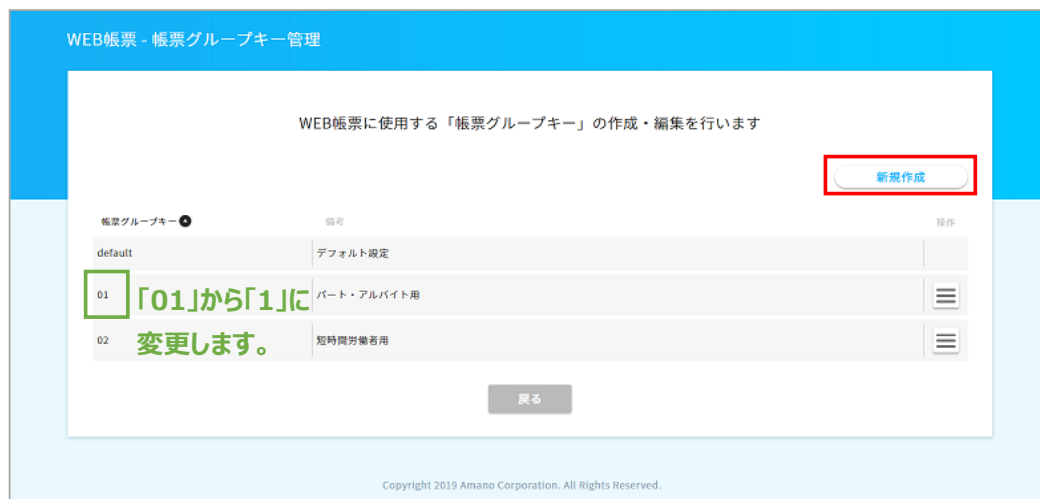 WEB帳票 - 帳票グループキー管理
WEB帳票に使用する「帳票グループキー」の作成・編集を行います
新規作成
帳票グループキー 備考 操作
default デフォルト設定
01 「01」から「1」に パート・アルバイト用
変更します。
02 短時間労働者用
戻る
Copyright 2019 Amano Corporation. All Rights Reserved.